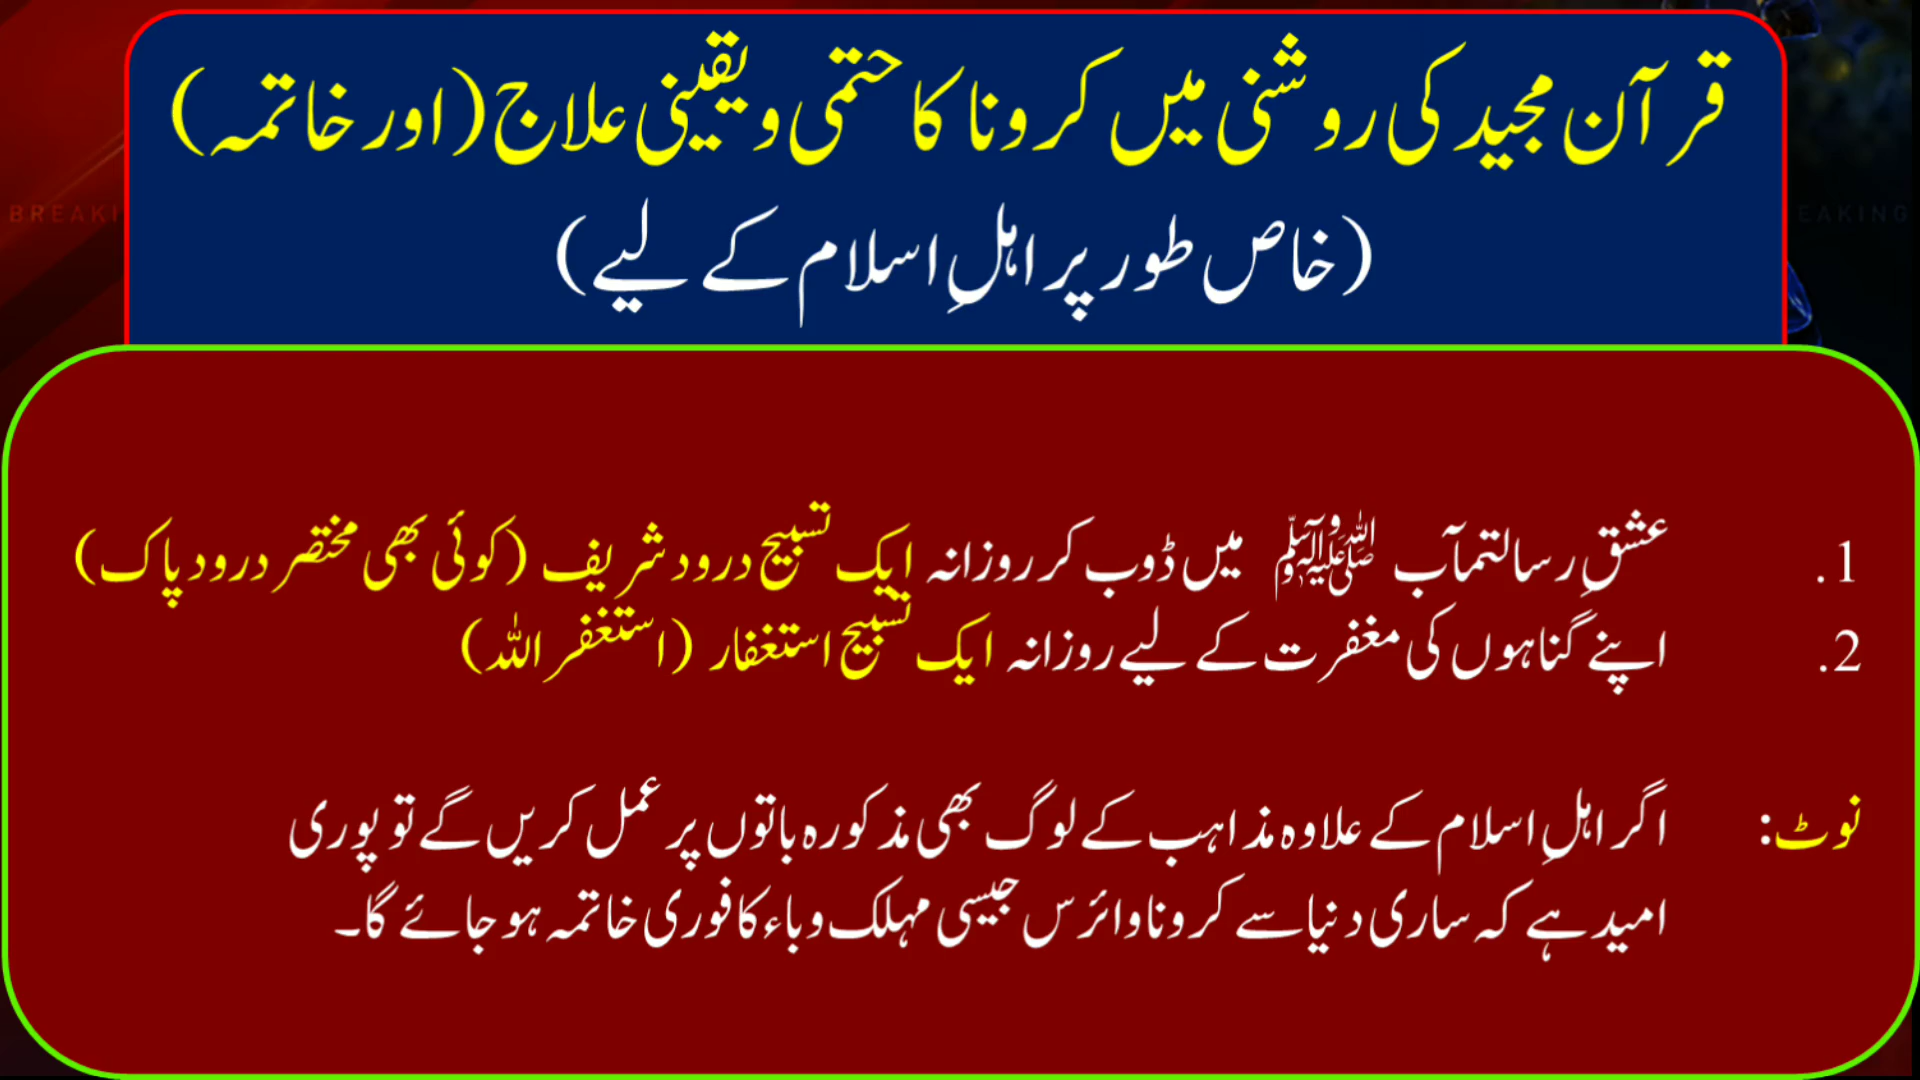 قرآن مجید کی روشنی میں کرونا کا حتمی و یقینی علاج (اور خاتمہ)
(خاص طور پر اہلِ اسلام کے لیے)
BREAKI
EAKING
1. عشقِ رسالتمآب ﷺ میں ڈوب کر روزانہ ایک تسبیح درود شریف (کوئی بھی مختصر درود پاک)
2. اپنے گناہوں کی مغفرت کے لیے روزانہ ایک تسبیح استغفار (استغفر اللہ)
نوٹ: اگر اہلِ اسلام کے علاوہ مذاہب کے لوگ بھی مذکورہ باتوں پر عمل کریں گے تو پوری
امید ہے کہ ساری دنیا سے کرونا وائرس جیسی مہلک وباء کا فوری خاتمہ ہو جائے گا۔